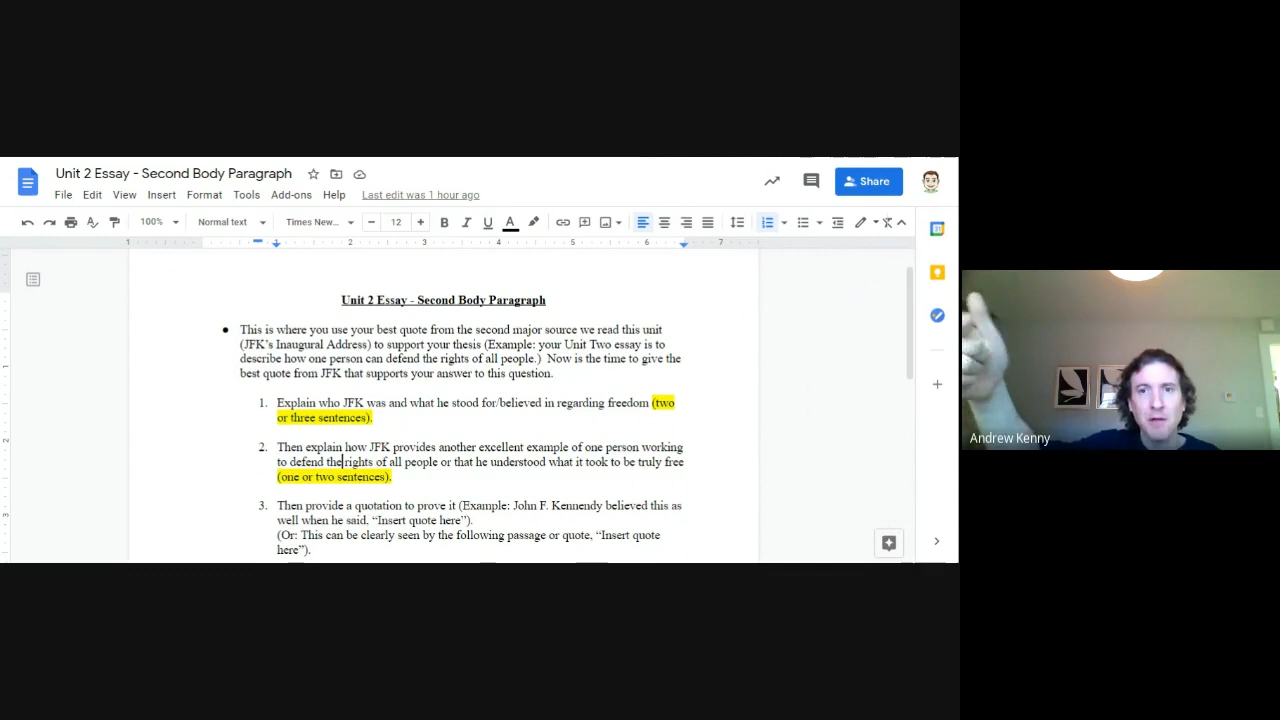 Unit 2 Essay - Second Body Paragraph
File Edit View Insert Format Tools Add-ons Help Last edit was 1 hour ago
Share
100% Normal text Times New... 12 B I U A
1 1 2 3 4 5 6 7
Unit 2 Essay - Second Body Paragraph
● This is where you use your best quote from the second major source we read this unit
(JFK's Inaugural Address) to support your thesis (Example: your Unit Two essay is to
describe how one person can defend the rights of all people.) Now is the time to give the
best quote from JFK that supports your answer to this question.
1. Explain who JFK was and what he stood for/believed in regarding freedom (two
or three sentences).
2. Then explain how JFK provides another excellent example of one person working
to defend the rights of all people or that he understood what it took to be truly free
(one or two sentences).
3. Then provide a quotation to prove it (Example: John F. Kennendy believed this as
well when he said, “Insert quote here”).
(Or: This can be clearly seen by the following passage or quote, “Insert quote
here”).
Andrew Kenny